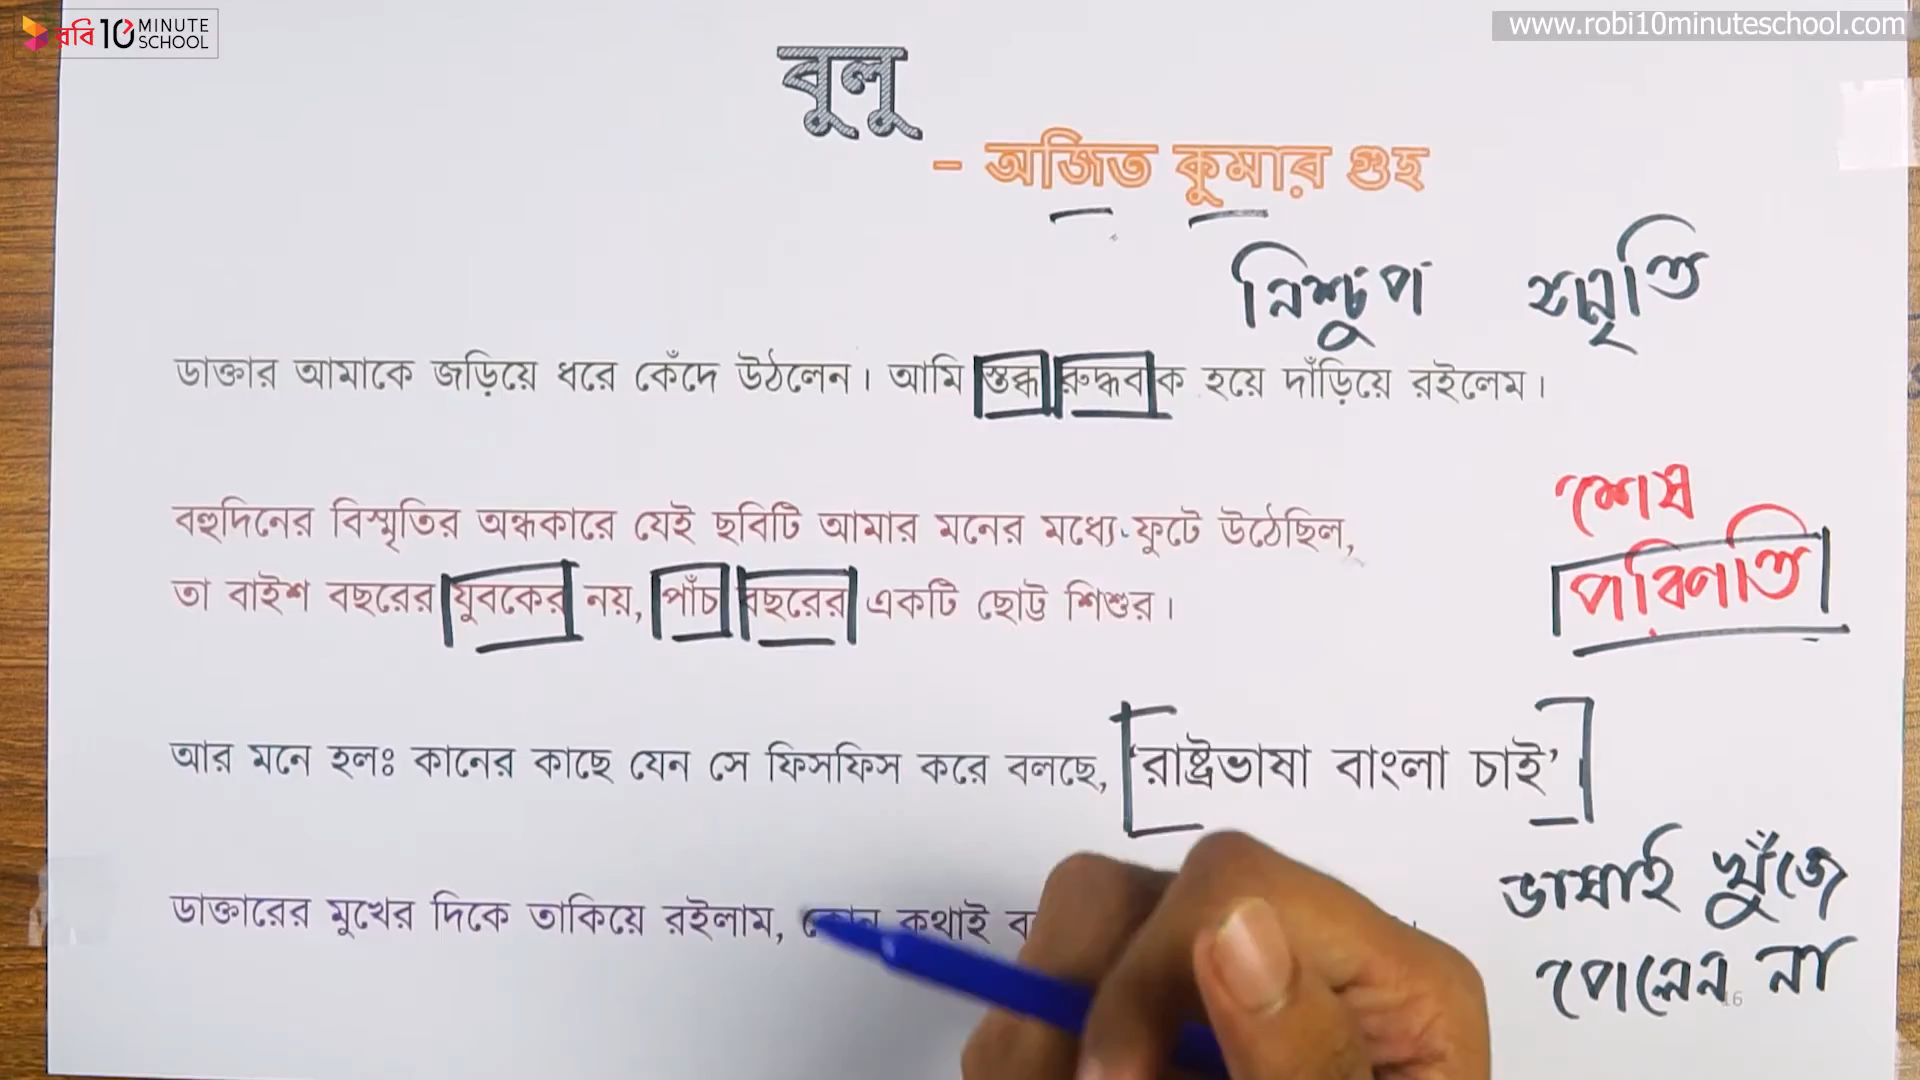 রবি 10 MINUTE SCHOOL
www.robi10minuteschool.com
বুলু
- অজিত কুমার গুহ
নিশ্চুপ স্মৃতি
ডাক্তার আমাকে জড়িয়ে ধরে কেঁদে উঠলেন। আমি স্তব্ধ রুদ্ধবাক হয়ে দাঁড়িয়ে রইলেম।
শেষ
বহুদিনের বিস্মৃতির অন্ধকারে যেই ছবিটি আমার মনের মধ্যে ফুটে উঠেছিল,
পরিণতি
তা বাইশ বছরের যুবকের নয়, পাঁচ বছরের একটি ছোট্ট শিশুর।
আর মনে হলঃ কানের কাছে যেন সে ফিসফিস করে বলছে, ‘রাষ্ট্রভাষা বাংলা চাই’
ভাষাই খুঁজে
ডাক্তারের মুখের দিকে তাকিয়ে রইলাম, কোন কথাই
পেলেন না
16